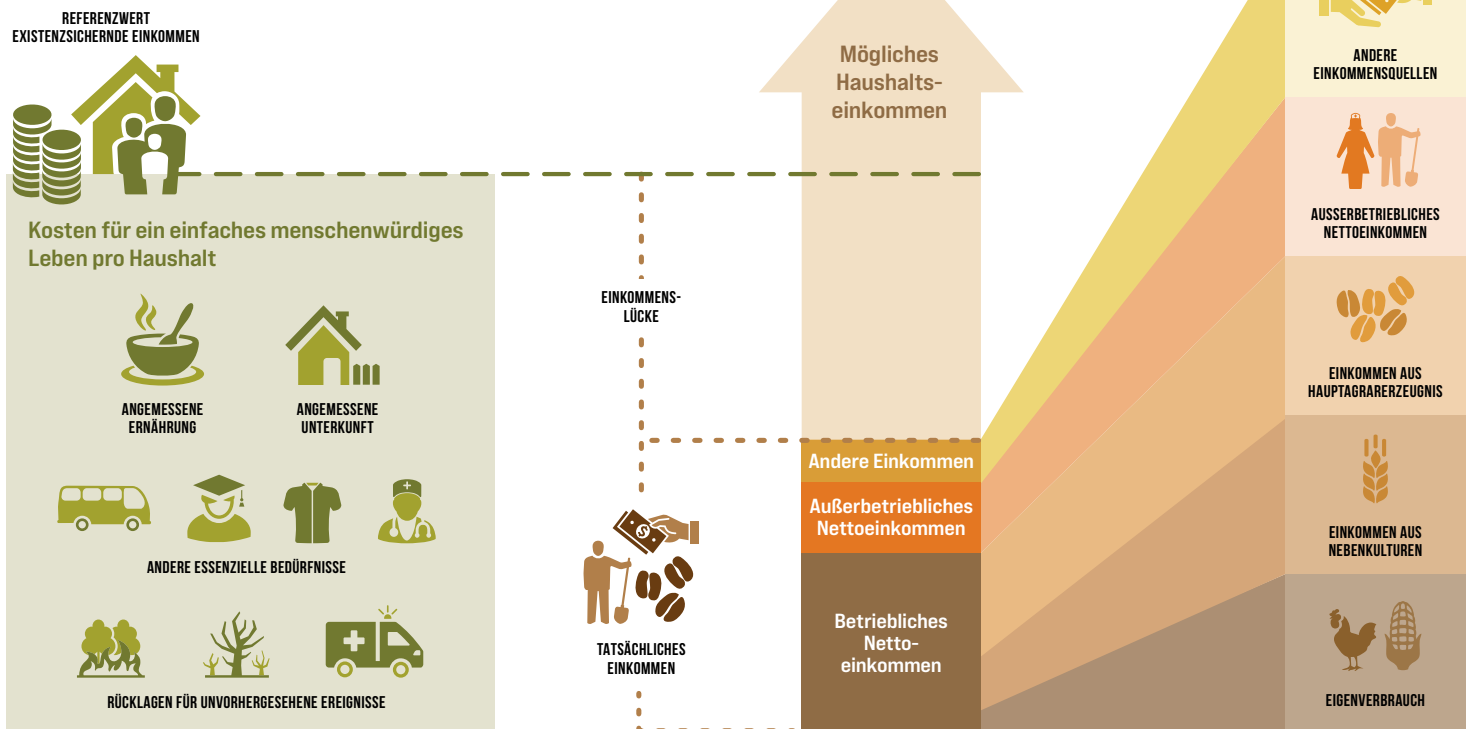 REFERENZWERT
EXISTENZSICHERNDE EINKOMMEN
Kosten für ein einfaches menschenwürdiges
Leben pro Haushalt
ANGEMESSENE
ERNÄHRUNG
ANGEMESSENE
UNTERKUNFT
ANDERE ESSENZIELLE BEDÜRFNISSE
RÜCKLAGEN FÜR UNVORHERGESEHENE EREIGNISSE
EINKOMMENS-
LÜCKE
$
TATSÄCHLICHES
EINKOMMEN
Mögliches
Haushalts-
einkommen
Andere Einkommen
Außerbetriebliches
Nettoeinkommen
Betriebliches
Netto-
einkommen
ANDERE
EINKOMMENSQUELLEN
AUSSERBETRIEBLICHES
NETTOEINKOMMEN
EINKOMMEN AUS
HAUPTAGRARERZEUGNIS
EINKOMMEN AUS
NEBENKULTUREN
EIGENVERBRAUCH